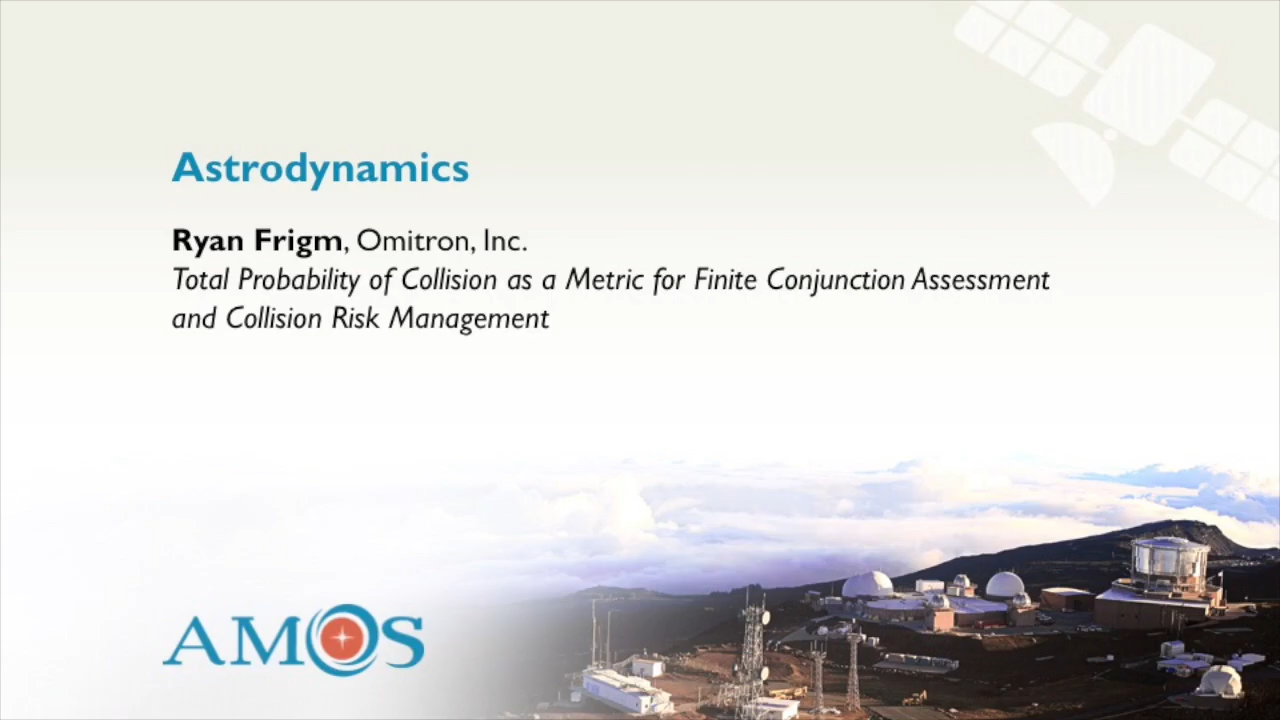 Astrodynamics
Ryan Frigm, Omitron, Inc.
Total Probability of Collision as a Metric for Finite Conjunction Assessment
and Collision Risk Management
AMOS